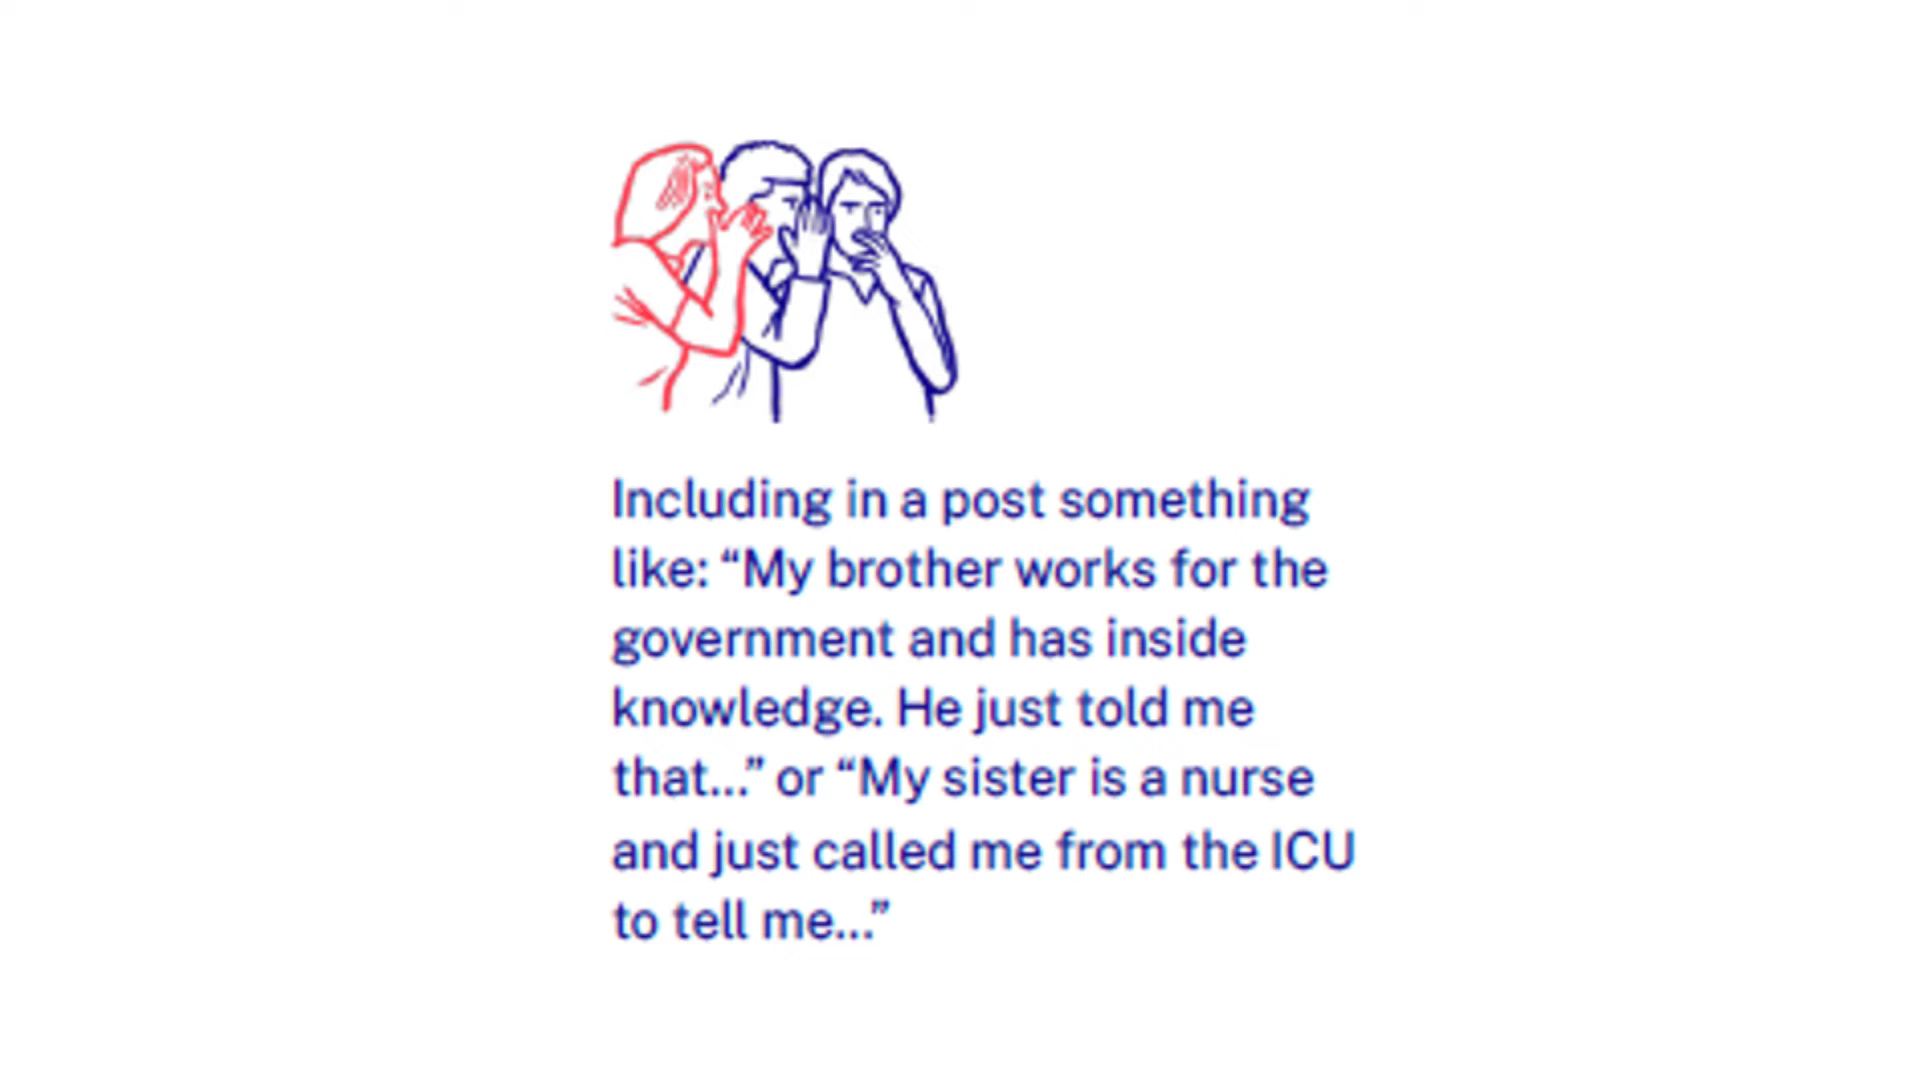 Including in a post something
like: “My brother works for the
government and has inside
knowledge. He just told me
that...” or “My sister is a nurse
and just called me from the ICU
to tell me...”